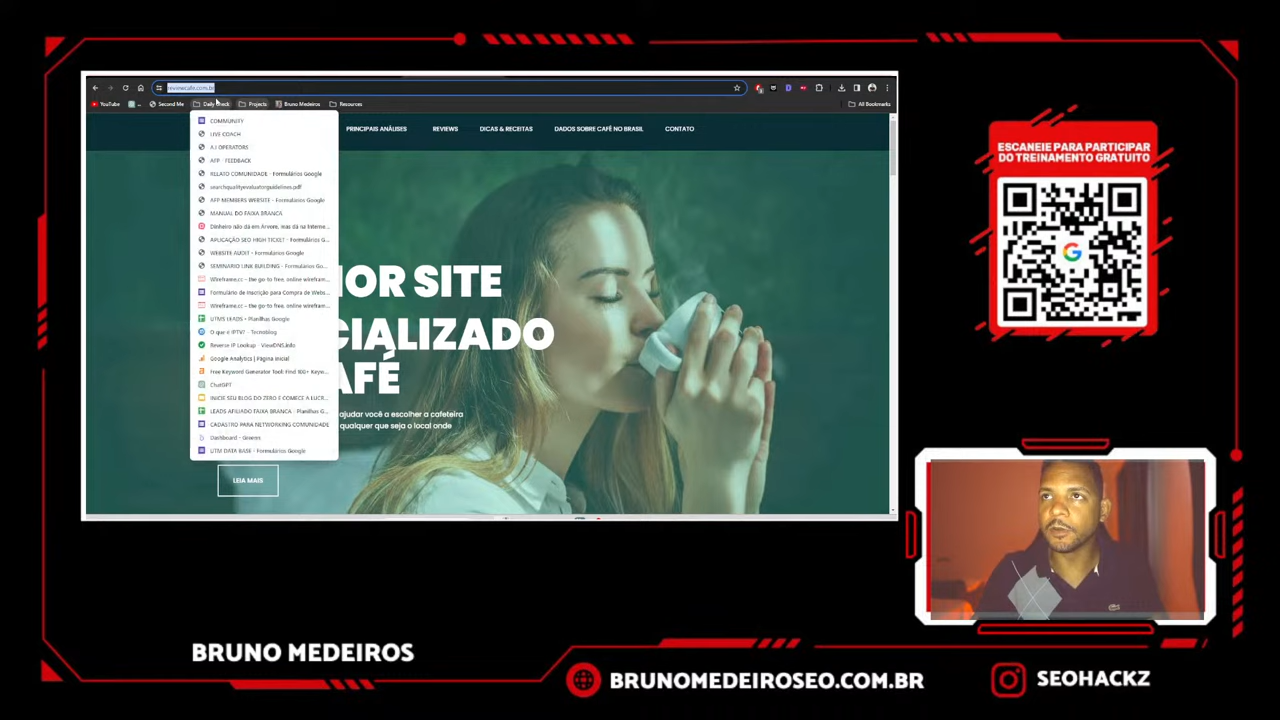 reviewcafe.com.br
YouTube
Second Me
Daily Check
Projects
Bruno Medeiros
Resources
All Bookmarks
COMMUNITY
LIVE COACH
A.I OPERATORS
AFP - FEEDBACK
RELATO COMUNIDADE - Formulários Google
searchqualityevaluatorguidelines.pdf
AFP MEMBERS WEBSITE - Formulários Google
MANUAL DO FAIXA BRANCA
Dinheiro não dá em Árvore, mas dá na Interne...
APLICAÇÃO SEO HIGH TICKET - Formulários G...
WEBSITE AUDIT - Formulários Google
SEMINÁRIO LINK BUILDING - Formulários Go...
Wireframe.cc - the go-to free, online wirefram...
Formulário de Inscrição para Compra de Webs...
Wireframe.cc - the go-to free, online wirefram...
UTMS LEADS - Planilhas Google
O que é IPTV? - Tecnoblog
Reverse IP Lookup - ViewDNS.info
Google Analytics | Página inicial
Free Keyword Generator Tool: Find 100+ Keyw...
ChatGPT
INICIE SEU BLOG DO ZERO E COMECE A LUCR...
LEADS AFILIADO FAIXA BRANCA - Planilhas G...
CADASTRO PARA NETWORKING COMUNIDADE
UTM DATA BASE - Formulários Google
PRINCIPAIS ANÁLISES
REVIEWS
DICAS & RECEITAS
DADOS SOBRE CAFÉ NO BRASIL
CONTATO
HOR SITE
CIALIZADO
AFÉ
ajudar você a escolher a cafeteira
qualquer que seja o local onde
LEIA MAIS
ESCANEIE PARA PARTICIPAR
DO TREINAMENTO GRATUITO
BRUNO MEDEIROS
BRUNOMEDEIROSEO.COM.BR
SEOHACKZ